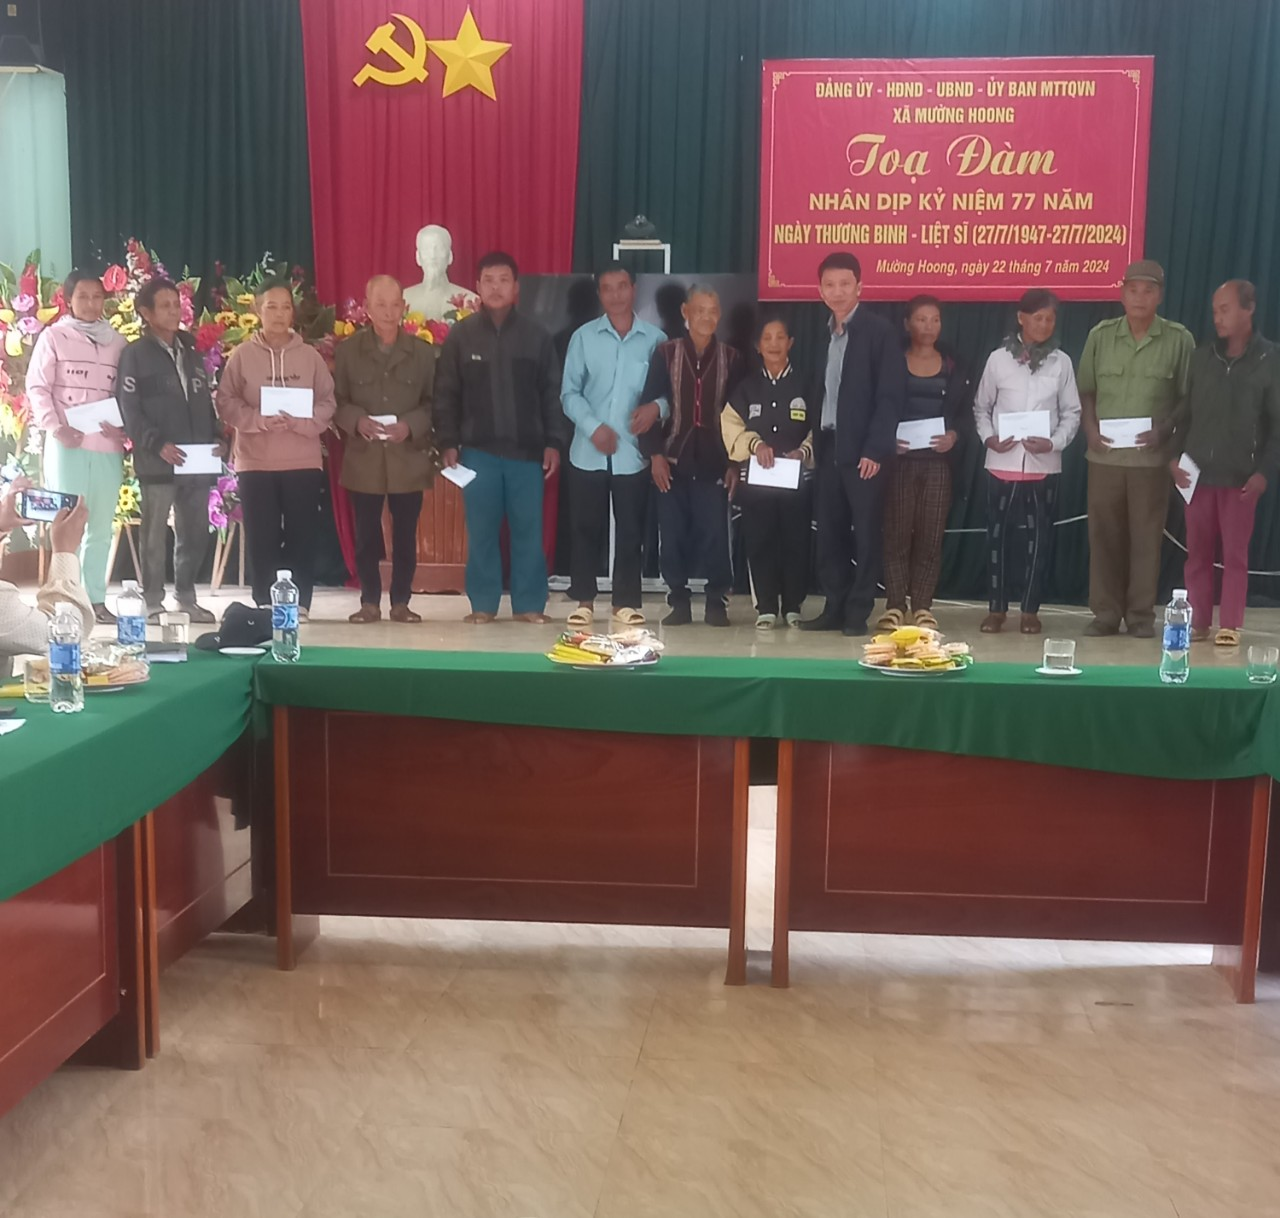 ĐẢNG ỦY - HĐND - UBND - ỦY BAN MTTQVN
XÃ MƯỜNG HOONG
Toạ Đàm
NHÂN DỊP KỶ NIỆM 77 NĂM
NGÀY THƯƠNG BINH - LIỆT SĨ (27/7/1947-27/7/2024)
Mường Hoong, ngày 22 tháng 7 năm 2024